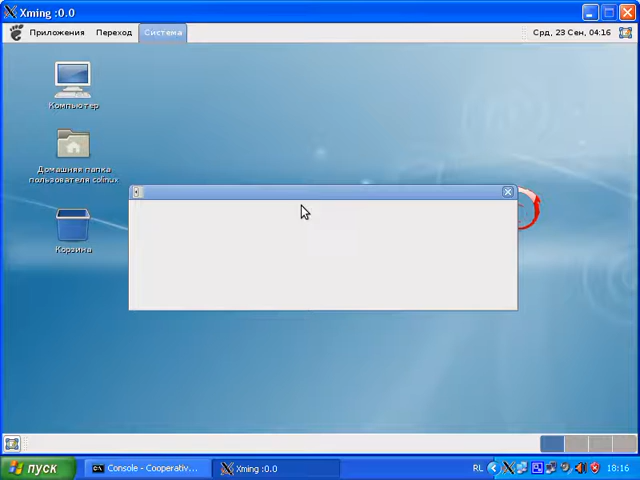 Xming :0.0
Приложения Переход Система Срд, 23 Сен, 04:16
Компьютер
Домашняя папка
пользователя colinux
Корзина
пуск Console - Cooperativ... Xming :0.0 RL 18:16